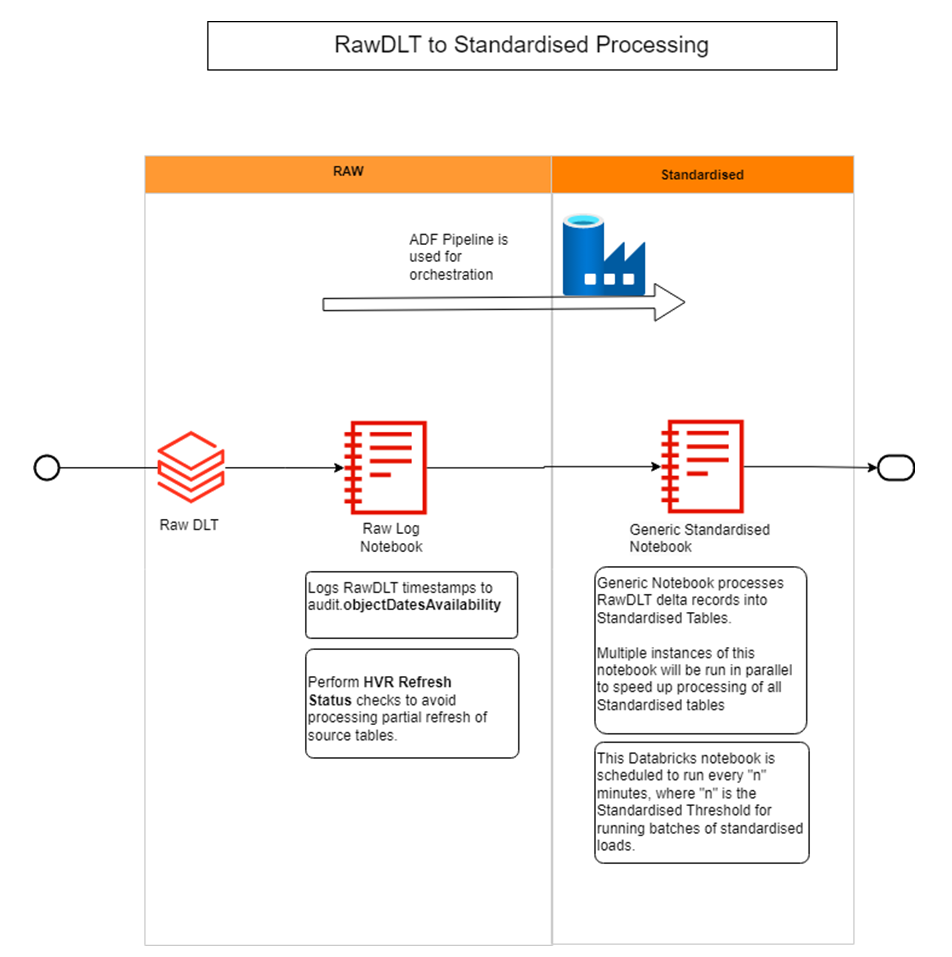 RawDLT to Standardised Processing
RAW
Standardised
ADF Pipeline is
used for
orchestration
Raw DLT
Raw Log
Notebook
Generic Standardised
Notebook
Logs RawDLT timestamps to
audit.objectDatesAvailability
Perform HVR Refresh
Status checks to avoid
processing partial refresh of
source tables.
Generic Notebook processes
RawDLT delta records into
Standardised Tables.
Multiple instances of this
notebook will be run in parallel
to speed up processing of all
Standardised tables
This Databricks notebook is
scheduled to run every "n"
minutes, where "n" is the
Standardised Threshold for
running batches of standardised
loads.